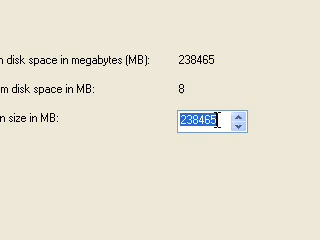 disk space in megabytes (MB): 238465
disk space in MB: 8
size in MB: 238465